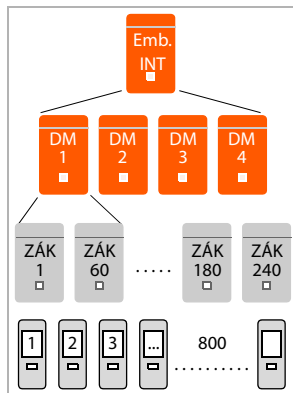 Emb.
INT
DM DM DM DM
1 2 3 4
ZÁK ZÁK ZÁK ZÁK
1 60 ..... 180 240
1 2 3 ... 800
..........